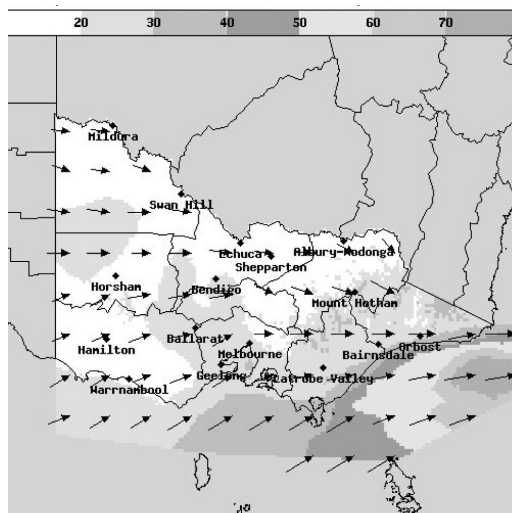 20 30 40 50 60 70 80
Mildura
Swan Hill
Echuca
Albury-Wodonga
Shepparton
Horsham
Bendigo
Mount Hotham
Ballarat
Hamilton
Melbourne
Orbost
Bairnsdale
Geelong
Latrobe Valley
Warrnambool